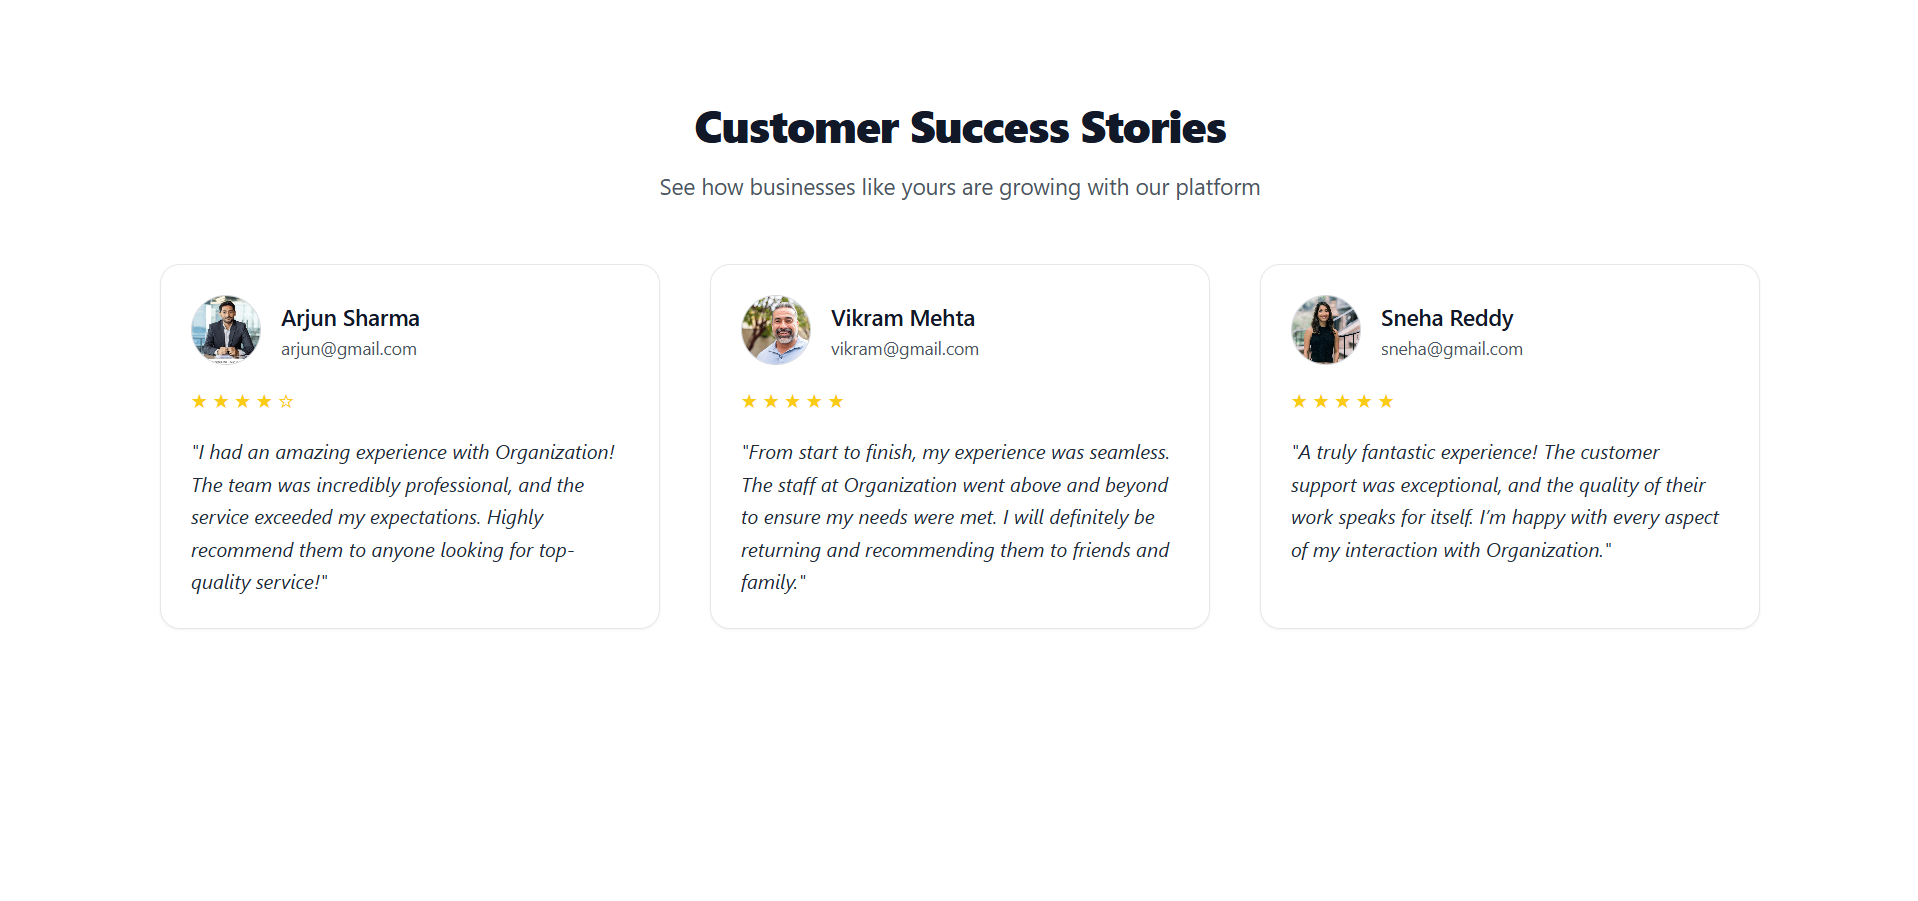 Customer Success Stories
See how businesses like yours are growing with our platform
Arjun Sharma
arjun@gmail.com
★ ★ ★ ★ ☆
"I had an amazing experience with Organization!
The team was incredibly professional, and the
service exceeded my expectations. Highly
recommend them to anyone looking for top-
quality service!"
Vikram Mehta
vikram@gmail.com
★ ★ ★ ★ ★
"From start to finish, my experience was seamless.
The staff at Organization went above and beyond
to ensure my needs were met. I will definitely be
returning and recommending them to friends and
family."
Sneha Reddy
sneha@gmail.com
★ ★ ★ ★ ★
"A truly fantastic experience! The customer
support was exceptional, and the quality of their
work speaks for itself. I’m happy with every aspect
of my interaction with Organization."